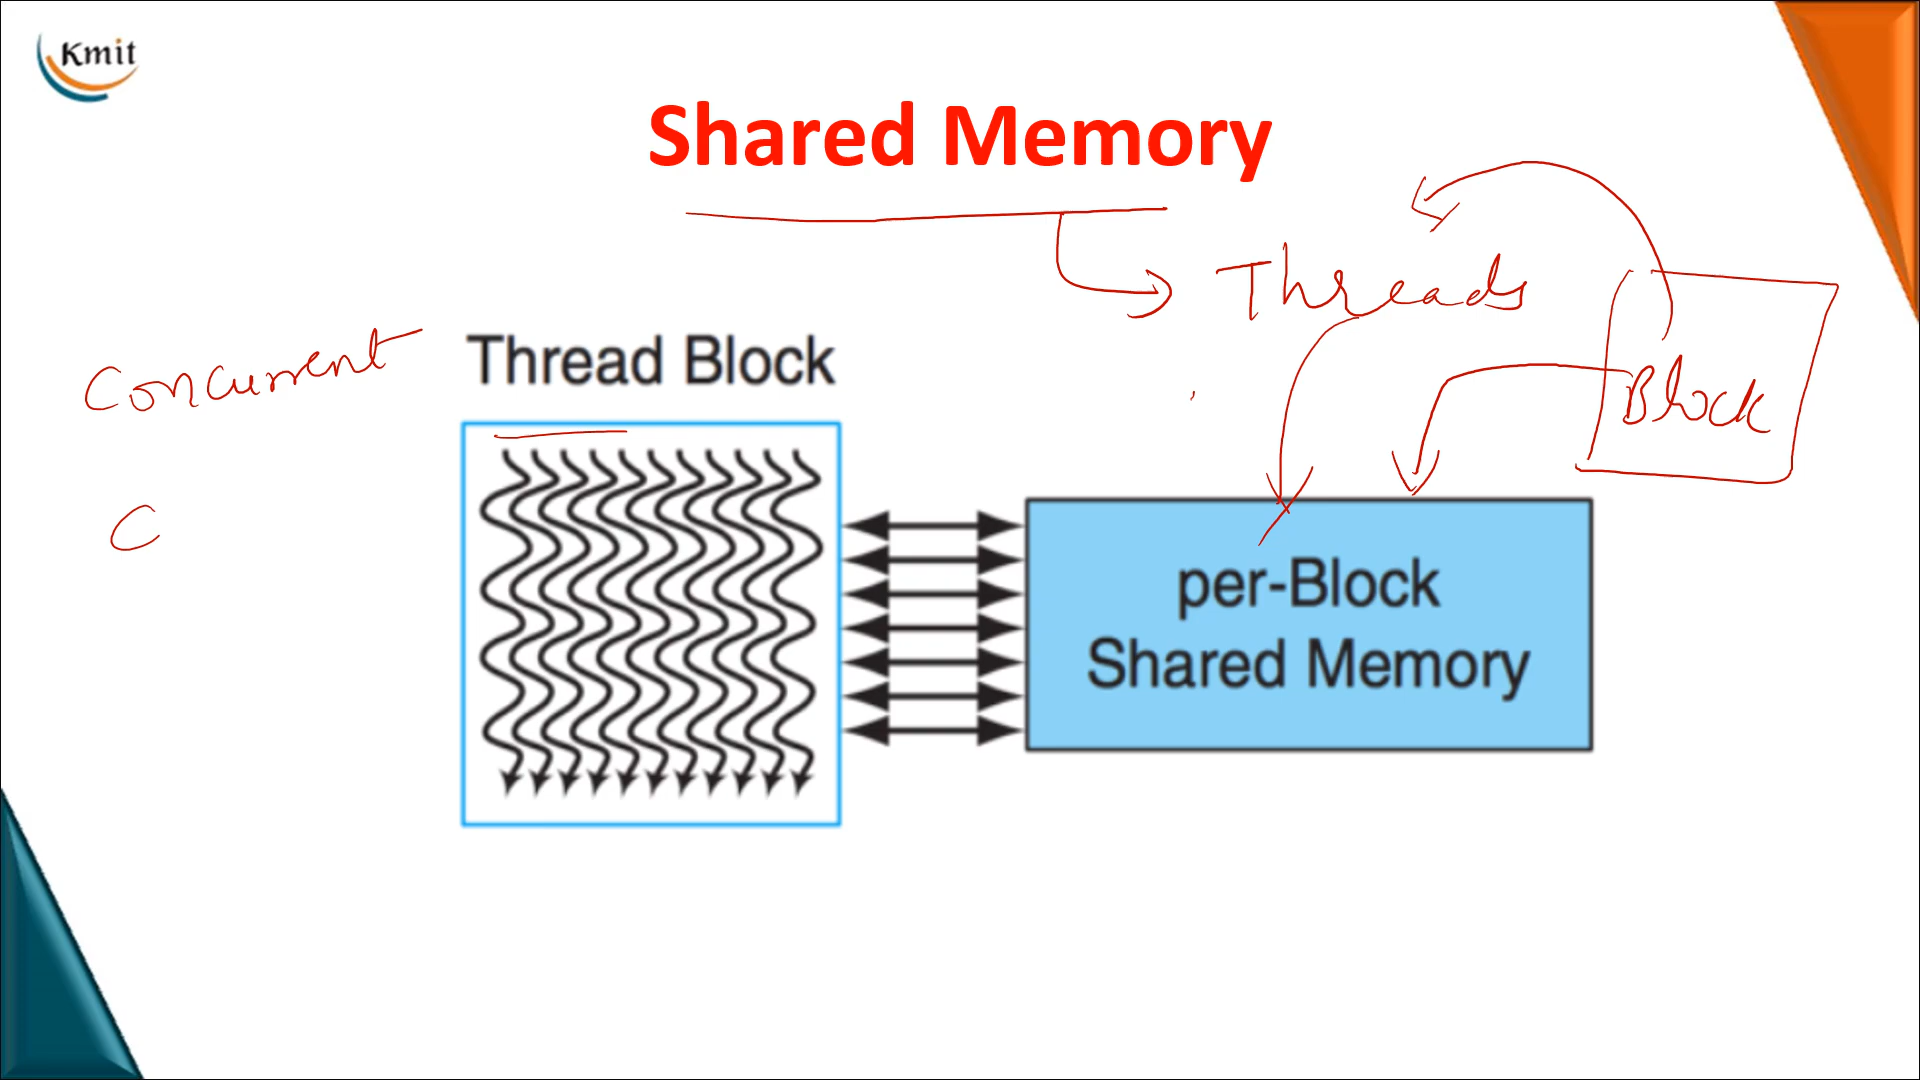 Kmit
Shared Memory
Threads
Concurrent
Thread Block
Block
C
per-Block
Shared Memory